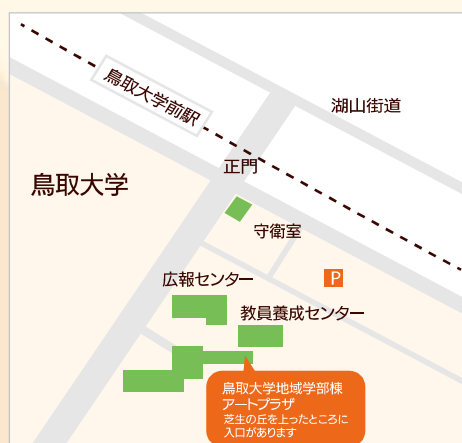 湖山街道
鳥取大学前駅
正門
鳥取大学
守衛室
P
広報センター
教員養成センター
鳥取大学地域学部棟
アートプラザ
芝生の丘を上ったところに
入口があります